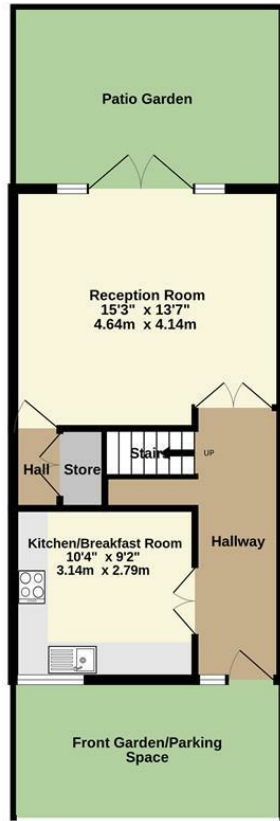 Patio Garden
Reception Room
15'3" x 13'7"
4.64m x 4.14m
Stairs
UP
Hall
Store
Kitchen/Breakfast Room
10'4" x 9'2"
3.14m x 2.79m
Hallway
Front Garden/Parking
Space